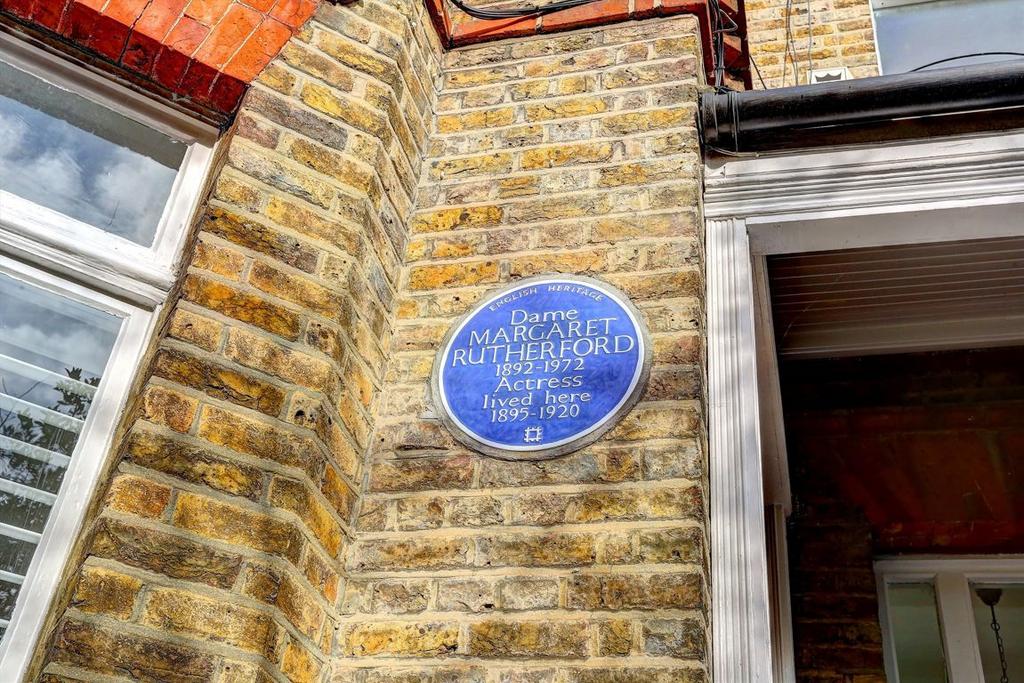 ENGLISH HERITAGE
Dame
MARGARET
RUTHERFORD
1892-1972
Actress
lived here
1895-1920